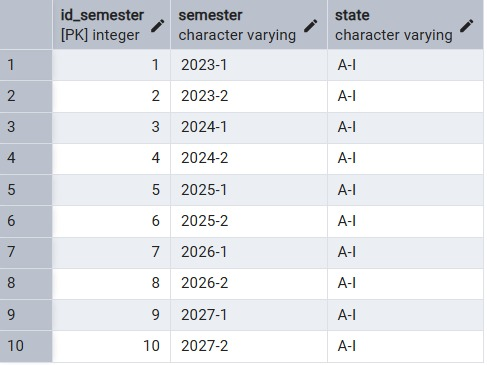 id_semester semester state
[PK] integer character varying character varying
1 1 2023-1 A-I
2 2 2023-2 A-I
3 3 2024-1 A-I
4 4 2024-2 A-I
5 5 2025-1 A-I
6 6 2025-2 A-I
7 7 2026-1 A-I
8 8 2026-2 A-I
9 9 2027-1 A-I
10 10 2027-2 A-I